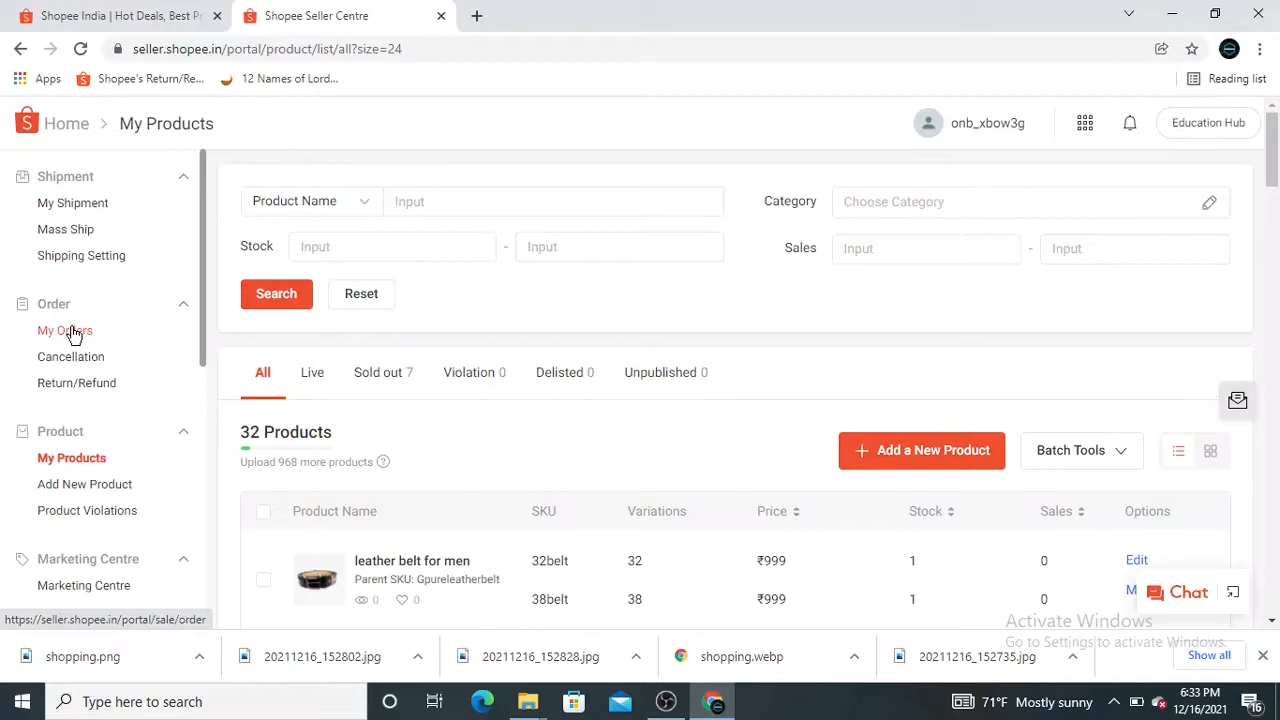 Shopee India | Hot Deals, Best Pr
Shopee Seller Centre
seller.shopee.in/portal/product/list/all?size=24
Apps
Shopee's Return/Re...
12 Names of Lord...
Reading list
Home > My Products
onb_xbow3g
Education Hub
Shipment
My Shipment
Mass Ship
Shipping Setting
Order
My Orders
Cancellation
Return/Refund
Product
My Products
Add New Product
Product Violations
Marketing Centre
Marketing Centre
https://seller.shopee.in/portal/sale/order
Product Name
Input
Category
Choose Category
Stock
Input - Input
Sales
Input - Input
Search
Reset
All
Live
Sold out 7
Violation 0
Delisted 0
Unpublished 0
32 Products
Upload 968 more products
Add a New Product
Batch Tools
Product Name
SKU
Variations
Price
Stock
Sales
Options
leather belt for men
Parent SKU: Gpureleatherbelt
0
0
32belt
32
₹999
1
0
Edit
38belt
38
₹999
1
0
M
Chat
Activate Windows
Go to Settings to activate Windows.
shopping.png
20211216_152802.jpg
20211216_152828.jpg
shopping.webp
20211216_152735.jpg
Show all
Type here to search
71°F Mostly sunny
6:33 PM
12/16/2021
16